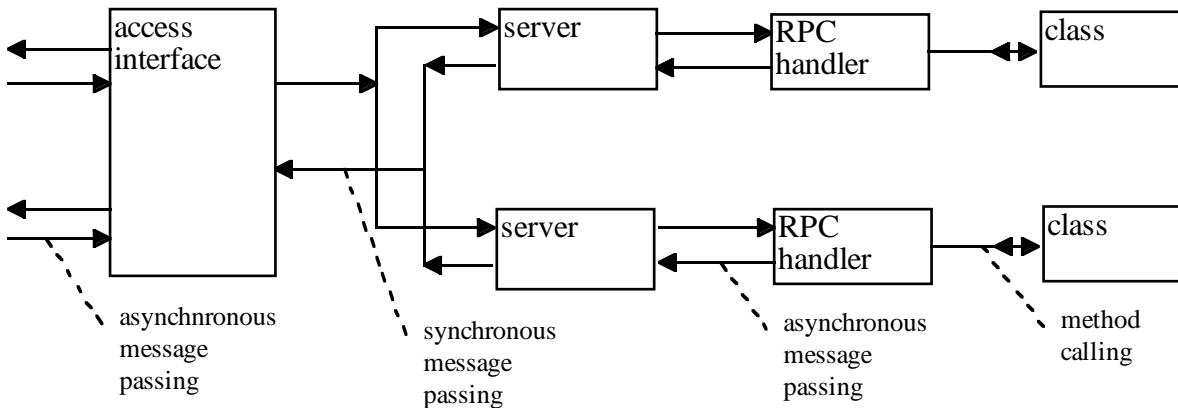 access
interface
server
RPC
handler
class
server
RPC
handler
class
asynchnronous
message
passing
synchronous
message
passing
asynchronous
message
passing
method
calling